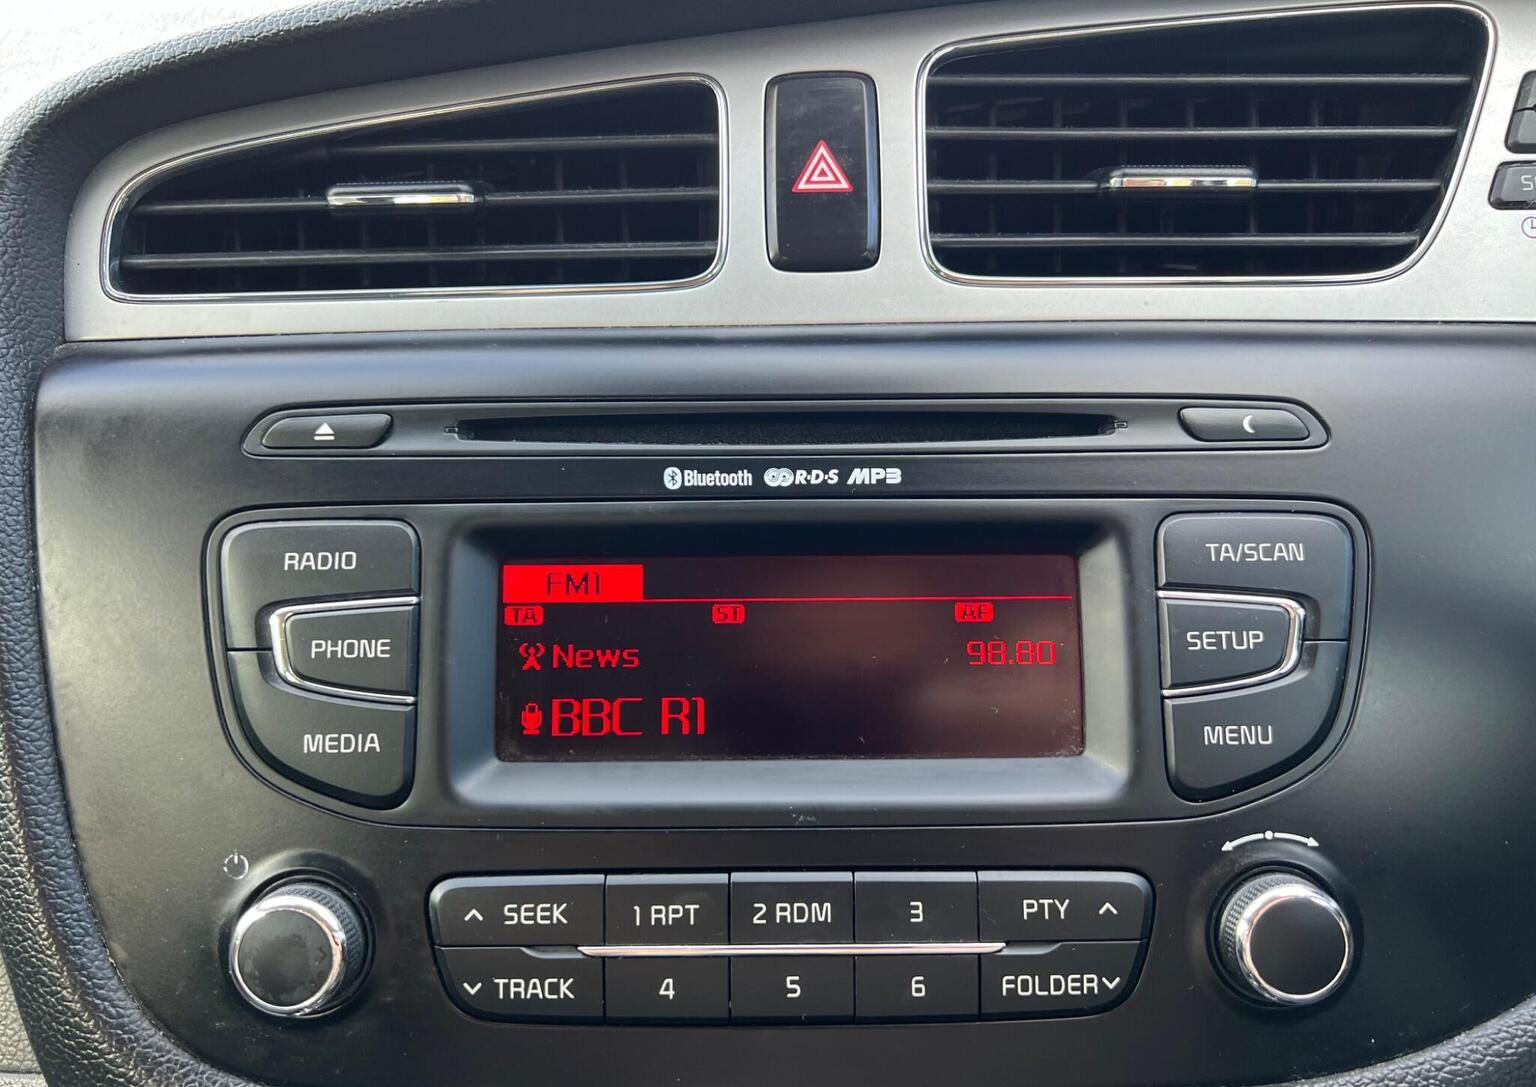 Bluetooth R·D·S MP3
RADIO
PHONE
MEDIA
FM1
TA ST AF
News 98.80
BBC R1
TA/SCAN
SETUP
MENU
SEEK 1 RPT 2 RDM 3 PTY
TRACK 4 5 6 FOLDER